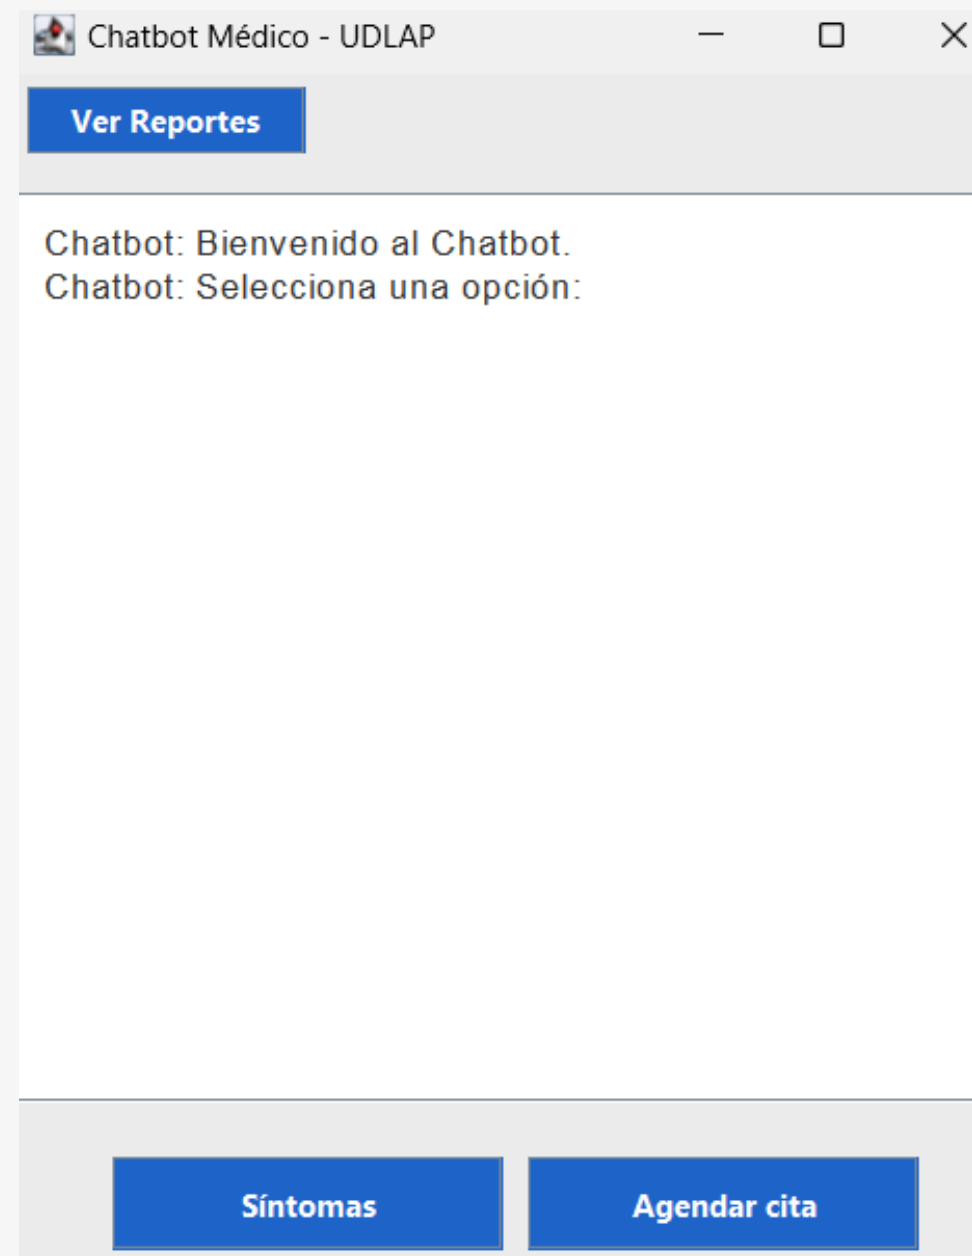 Chatbot Médico - UDLAP
Ver Reportes
Chatbot: Bienvenido al Chatbot.
Chatbot: Selecciona una opción:
Síntomas
Agendar cita